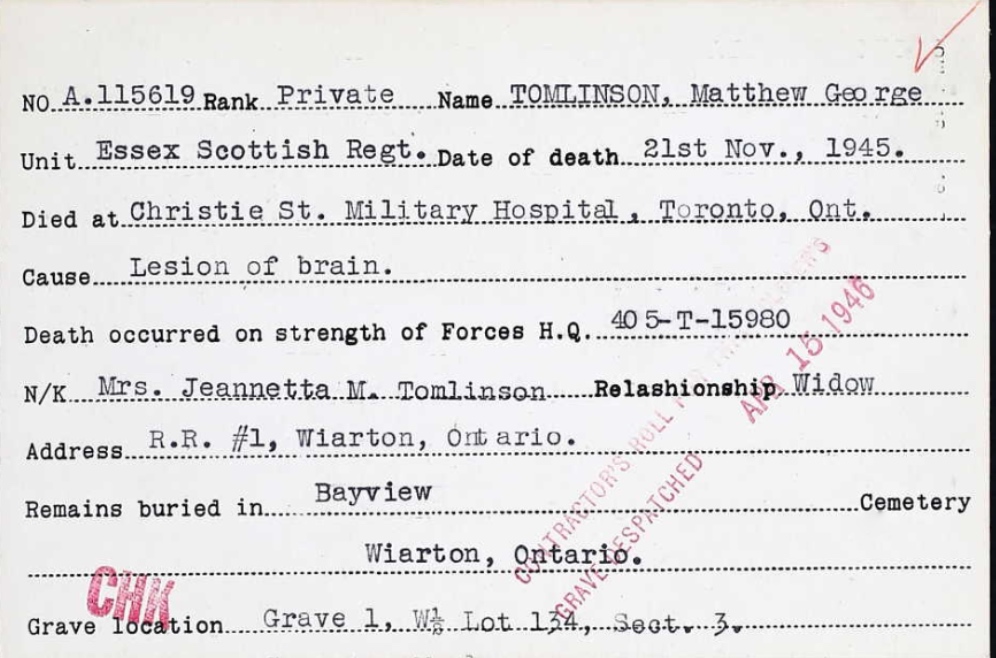 NO A.115619 Rank Private Name TOMLINSON, Matthew George
Unit Essex Scottish Regt. Date of death 21st Nov., 1945.
Died at Christie St. Military Hospital, Toronto, Ont.
Cause Lesion of brain.
Death occurred on strength of Forces H.Q. 405-T-15980
N/K Mrs. Jeannetta M. Tomlinson Relashionship Widow
Address R.R. #1, Wiarton, Ontario.
Remains buried in Bayview Cemetery
Wiarton, Ontario.
Grave location Grave 1, W½ Lot 134, Sect. 3.
CHK
CONTRACTOR'S ROLL
GRAVE DESPATCHED
APR 15 1946